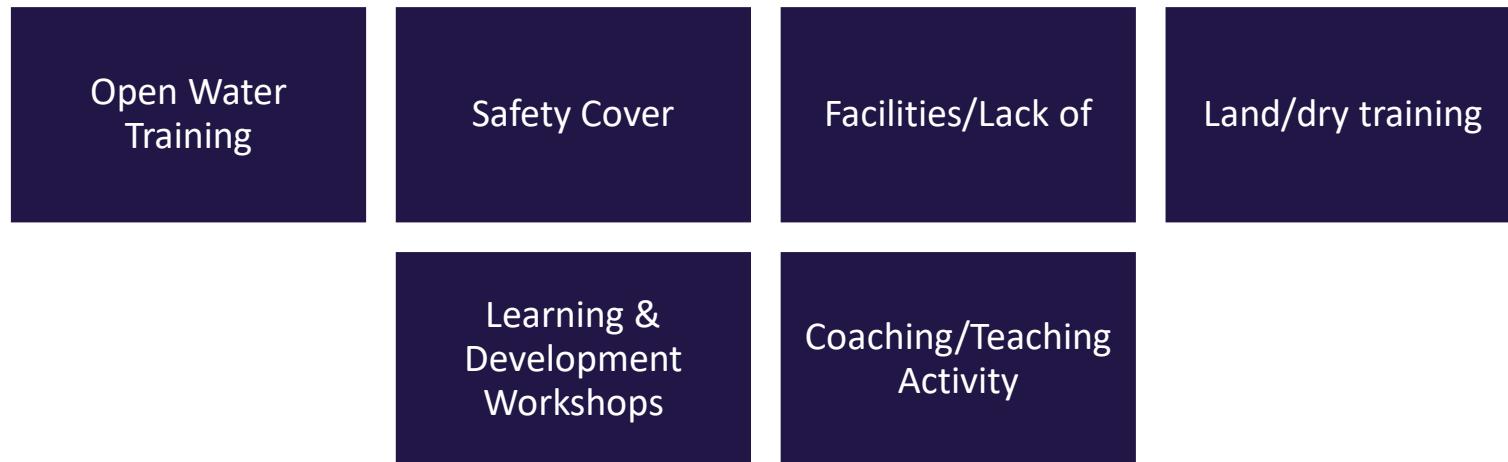 Open Water
Training
Safety Cover
Facilities/Lack of
Land/dry training
Learning &
Development
Workshops
Coaching/Teaching
Activity